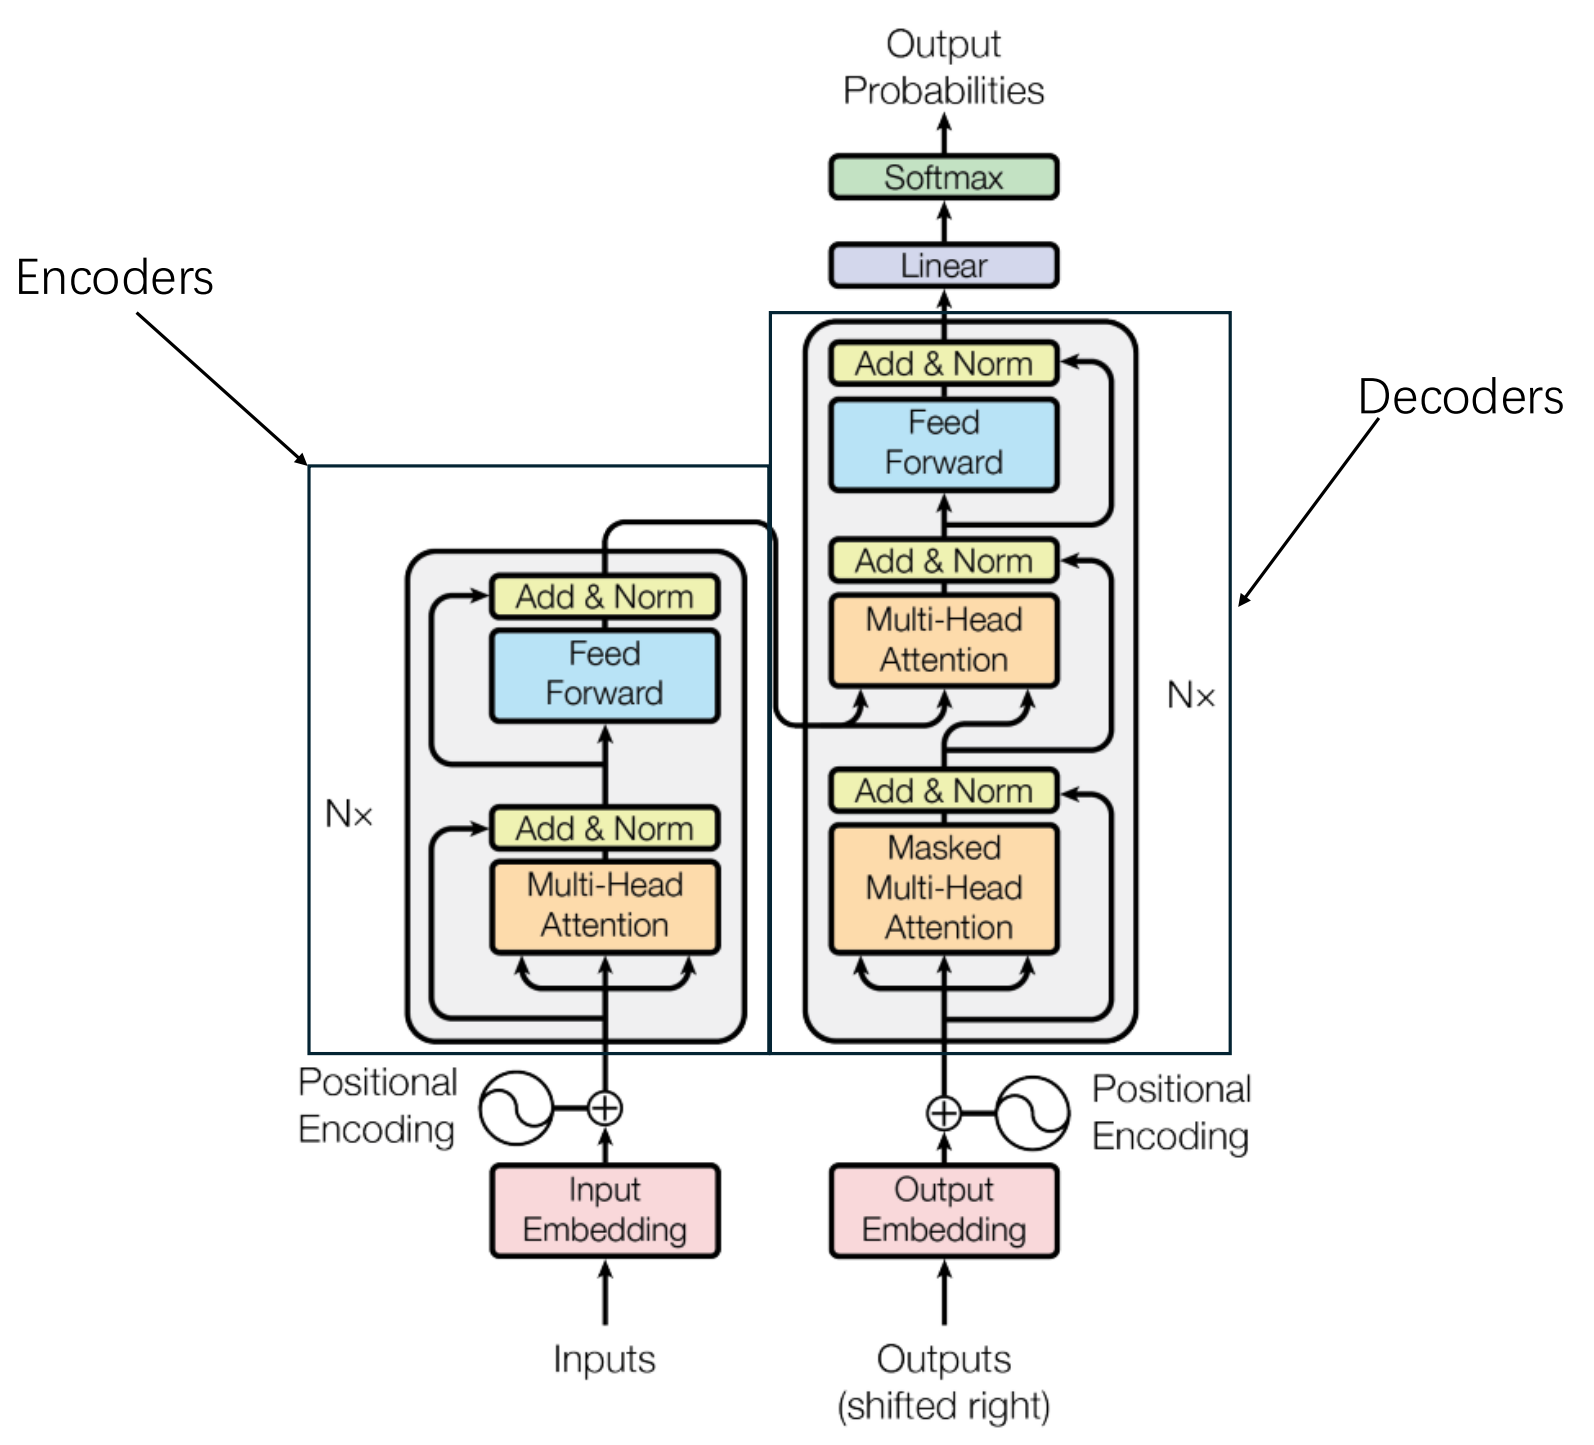 Output
Probabilities
Softmax
Linear
Encoders
Decoders
Add & Norm
Feed
Forward
Add & Norm
Multi-Head
Attention
Nx
Add & Norm
Masked
Multi-Head
Attention
Add & Norm
Feed
Forward
Nx
Add & Norm
Multi-Head
Attention
Positional
Encoding
Positional
Encoding
Input
Embedding
Output
Embedding
Inputs
Outputs
(shifted right)